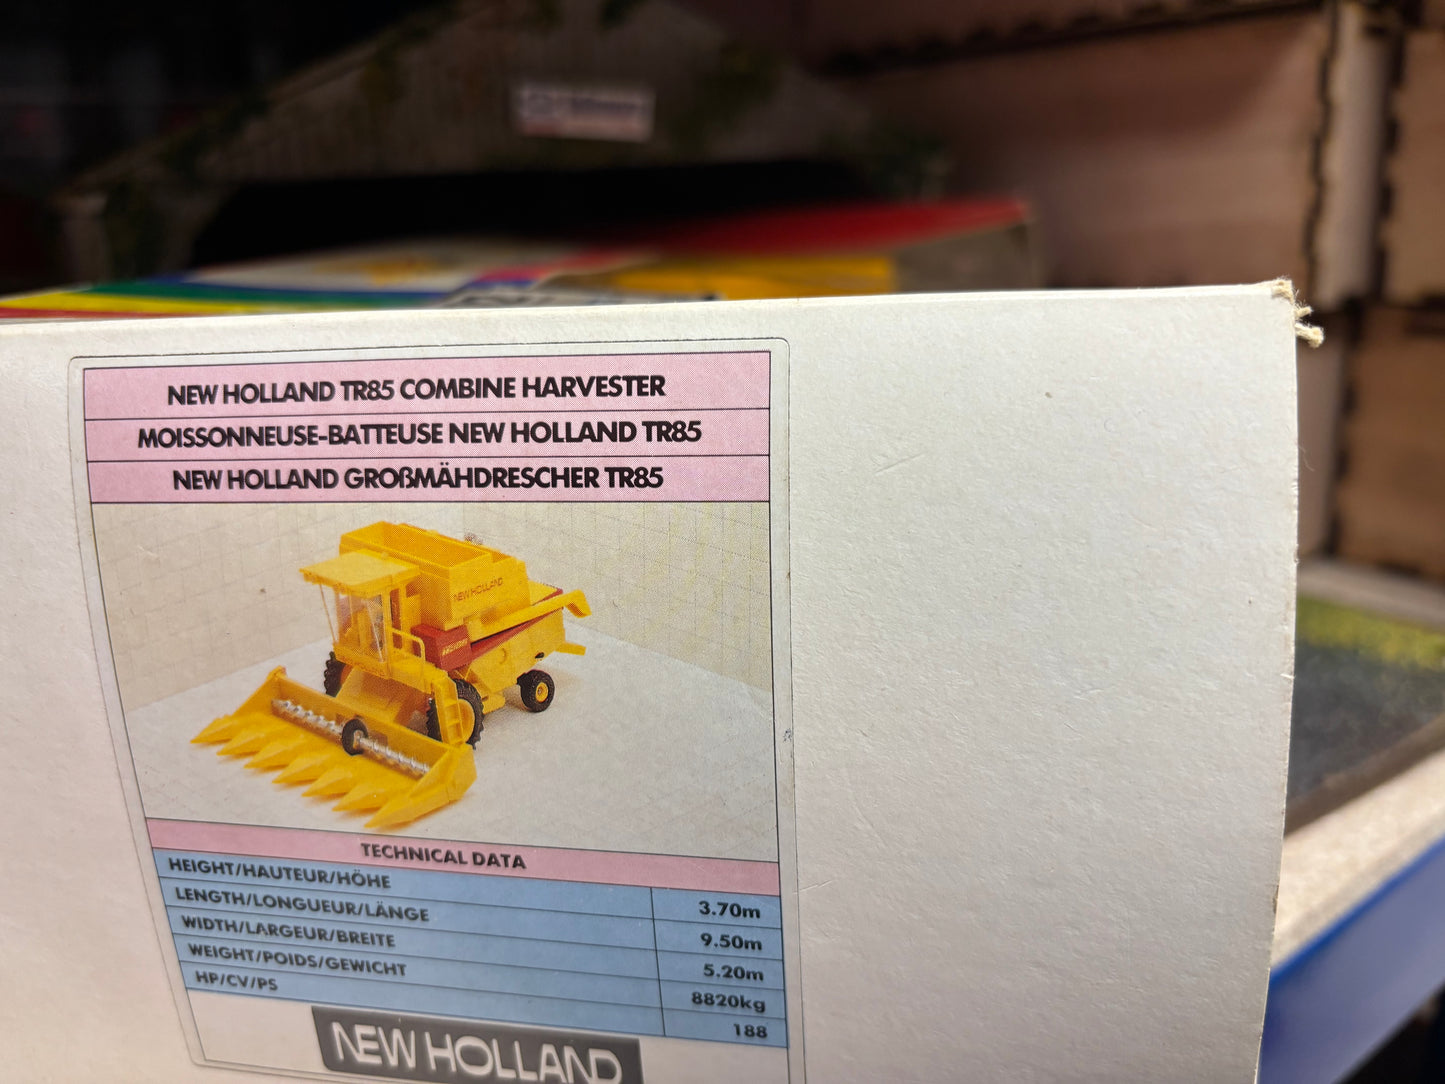 NEW HOLLAND TR85 COMBINE HARVESTER
MOISSONNEUSE-BATTEUSE NEW HOLLAND TR85
NEW HOLLAND GROßMÄHDRESCHER TR85
NEW HOLLAND
TECHNICAL DATA
HEIGHT/HAUTEUR/HÖHE 3.70m
LENGTH/LONGUEUR/LÄNGE 9.50m
WIDTH/LARGEUR/BREITE 5.20m
WEIGHT/POIDS/GEWICHT 8820kg
HP/CV/PS 188
NEW HOLLAND